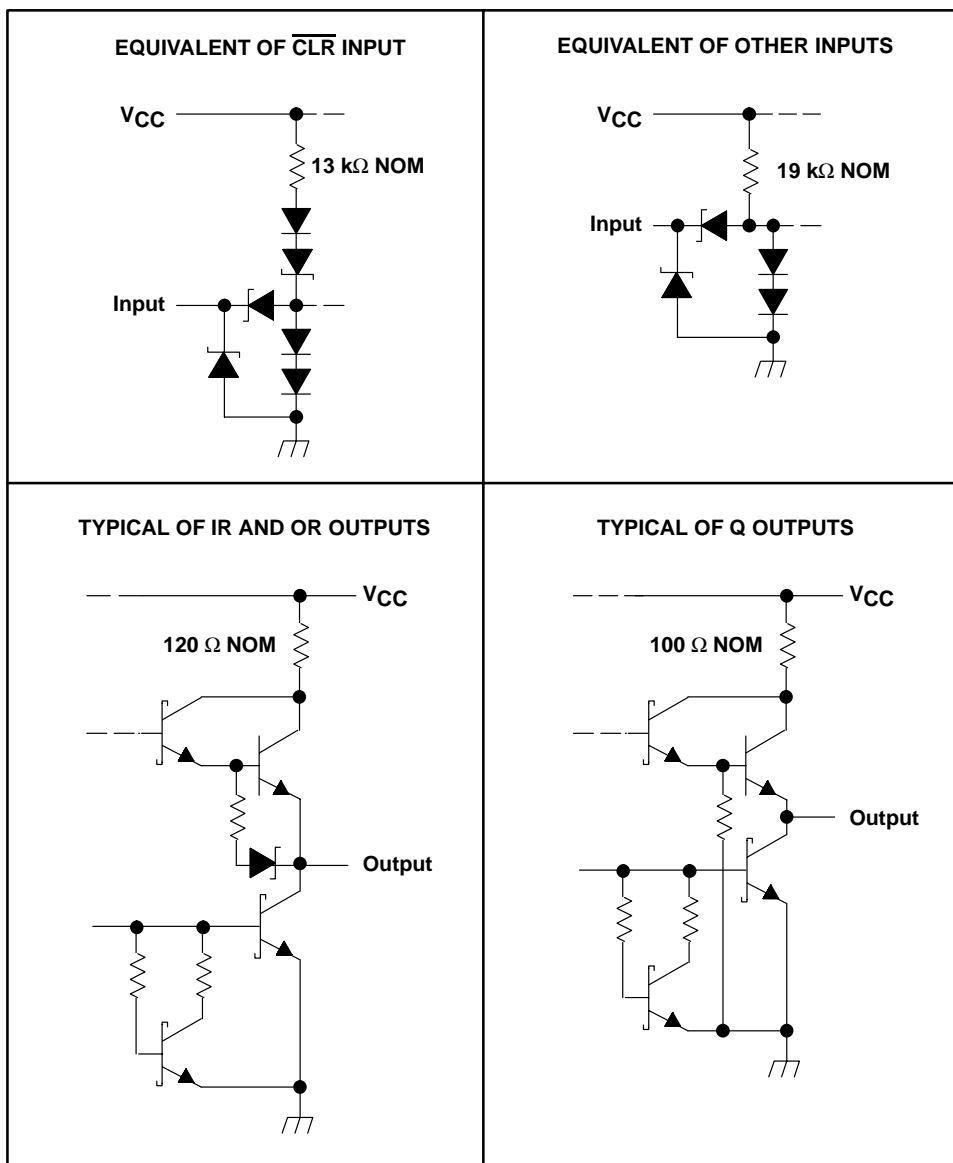 EQUIVALENT OF C̅L̅R̅ INPUT
VCC
13 kΩ NOM
Input
EQUIVALENT OF OTHER INPUTS
VCC
19 kΩ NOM
Input
TYPICAL OF IR AND OR OUTPUTS
VCC
120 Ω NOM
Output
TYPICAL OF Q OUTPUTS
VCC
100 Ω NOM
Output